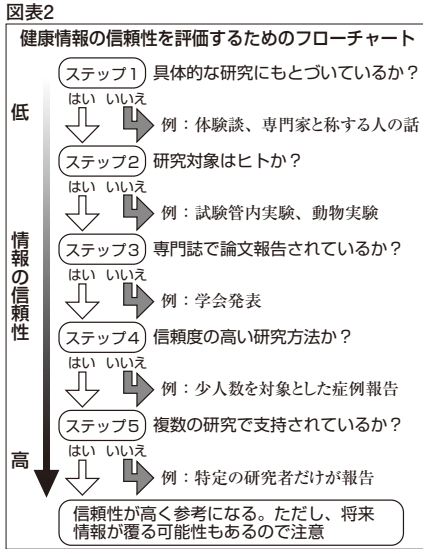 図表2
健康情報の信頼性を評価するためのフローチャート
ステップ1 具体的な研究にもとづいているか？
はい いいえ
低
例：体験談、専門家と称する人の話
ステップ2 研究対象はヒトか？
はい いいえ
例：試験管内実験、動物実験
情報の信頼性
ステップ3 専門誌で論文報告されているか？
はい いいえ
例：学会発表
ステップ4 信頼度の高い研究方法か？
はい いいえ
例：少人数を対象とした症例報告
ステップ5 複数の研究で支持されているか？
はい いいえ
高
例：特定の研究者だけが報告
信頼性が高く参考になる。ただし、将来
情報が覆る可能性もあるので注意